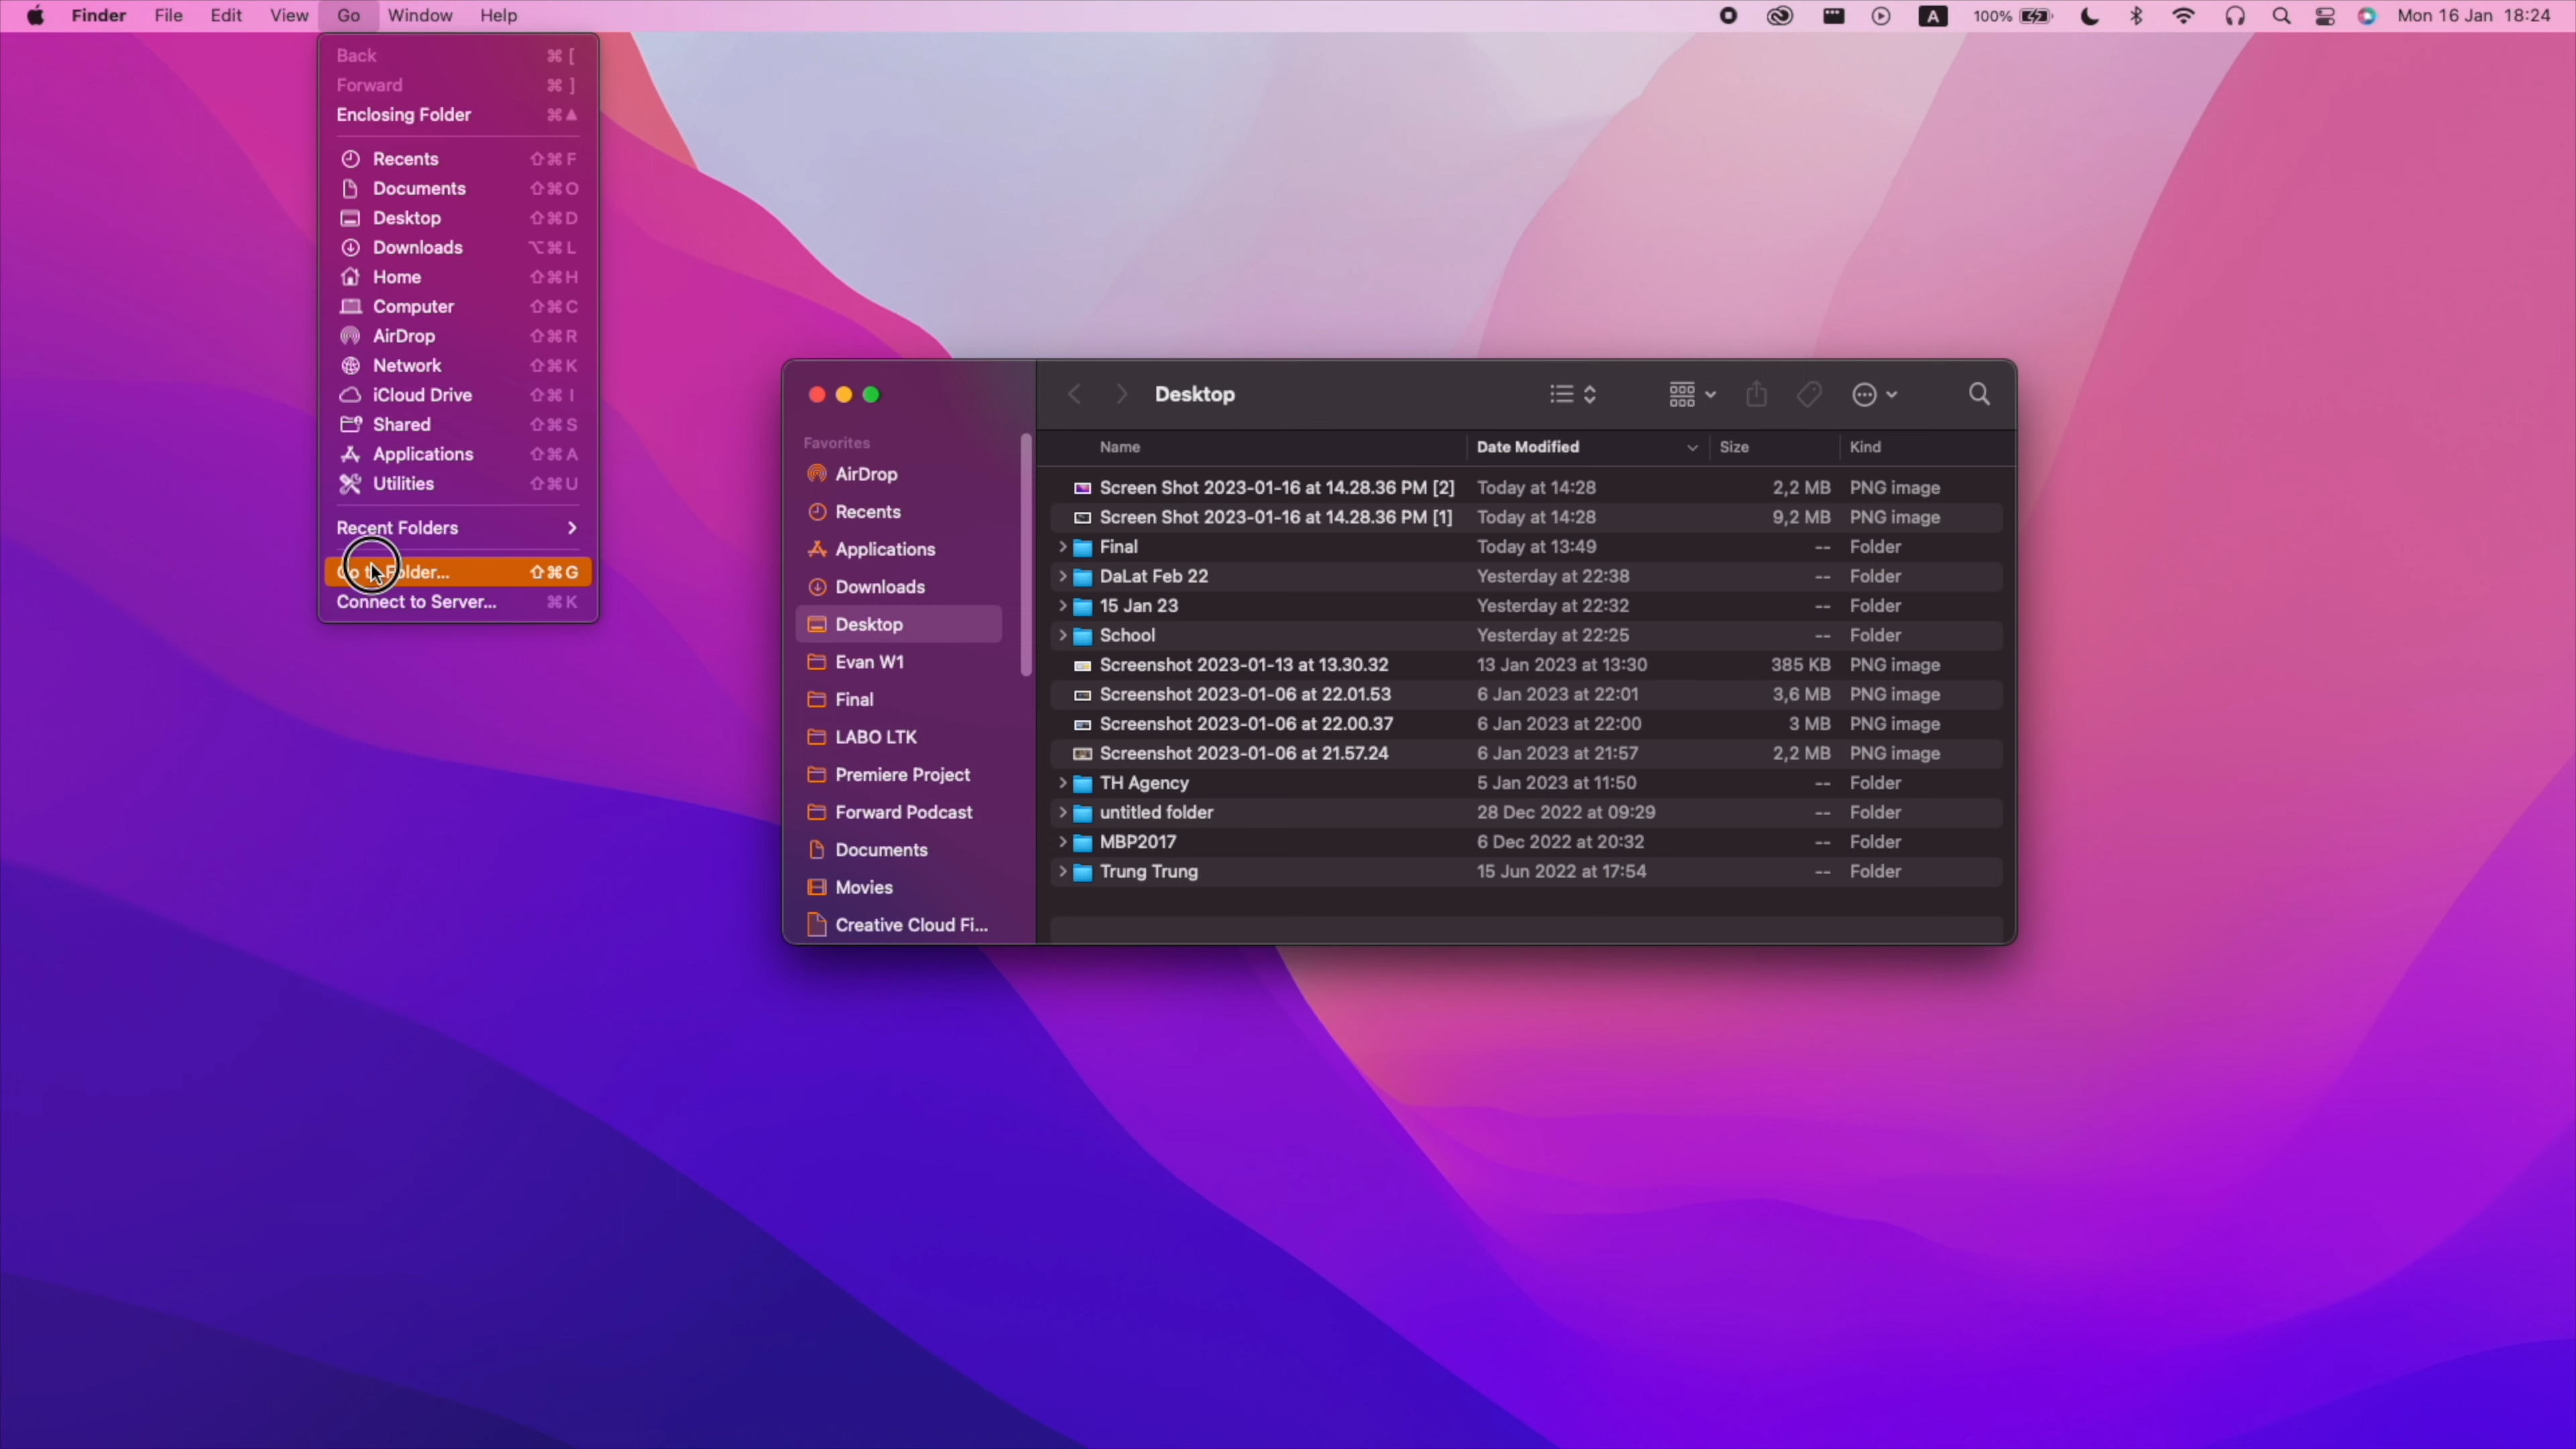 Finder File Edit View Go Window Help
A 100% Mon 16 Jan 18:24
Back ⌘ [
Forward ⌘ ]
Enclosing Folder ⌘▲
Recents ⇧⌘F
Documents ⇧⌘O
Desktop ⇧⌘D
Downloads ⌥⌘L
Home ⇧⌘H
Computer ⇧⌘C
AirDrop ⇧⌘R
Network ⇧⌘K
iCloud Drive ⇧⌘I
Shared ⇧⌘S
Applications ⇧⌘A
Utilities ⇧⌘U
Recent Folders
Go to Folder... ⇧⌘G
Connect to Server... ⌘K
Desktop
Favorites
AirDrop
Recents
Applications
Downloads
Desktop
Evan W1
Final
LABO LTK
Premiere Project
Forward Podcast
Documents
Movies
Creative Cloud Fi...
Name Date Modified Size Kind
Screen Shot 2023-01-16 at 14.28.36 PM [2] Today at 14:28 2,2 MB PNG image
Screen Shot 2023-01-16 at 14.28.36 PM [1] Today at 14:28 9,2 MB PNG image
Final Today at 13:49 -- Folder
DaLat Feb 22 Yesterday at 22:38 -- Folder
15 Jan 23 Yesterday at 22:32 -- Folder
School Yesterday at 22:25 -- Folder
Screenshot 2023-01-13 at 13.30.32 13 Jan 2023 at 13:30 385 KB PNG image
Screenshot 2023-01-06 at 22.01.53 6 Jan 2023 at 22:01 3,6 MB PNG image
Screenshot 2023-01-06 at 22.00.37 6 Jan 2023 at 22:00 3 MB PNG image
Screenshot 2023-01-06 at 21.57.24 6 Jan 2023 at 21:57 2,2 MB PNG image
TH Agency 5 Jan 2023 at 11:50 -- Folder
untitled folder 28 Dec 2022 at 09:29 -- Folder
MBP2017 6 Dec 2022 at 20:32 -- Folder
Trung Trung 15 Jun 2022 at 17:54 -- Folder